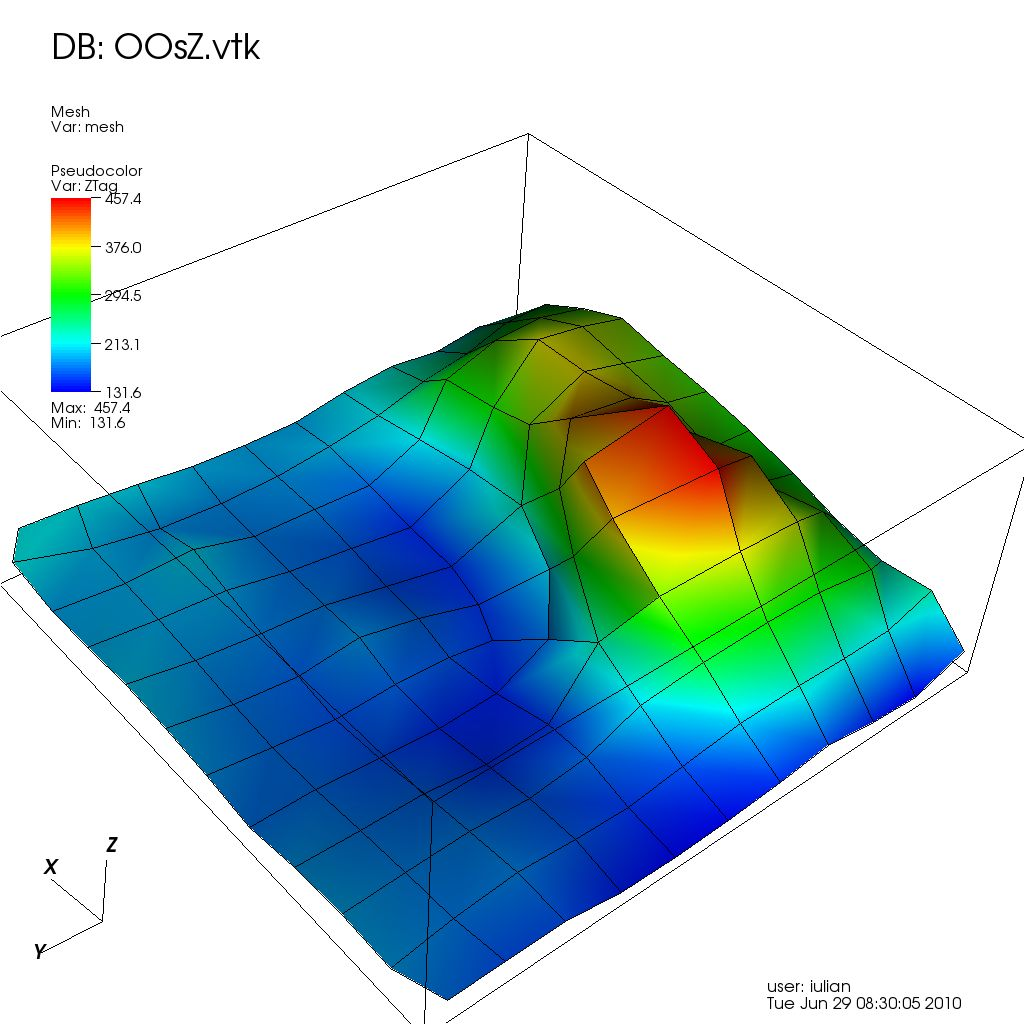 DB: OOsZ.vtk
Mesh
Var: mesh
Pseudocolor
Var: ZTag
457.4
376.0
294.5
213.1
131.6
Max: 457.4
Min: 131.6
Z
X
Y
user: iulian
Tue Jun 29 08:30:05 2010